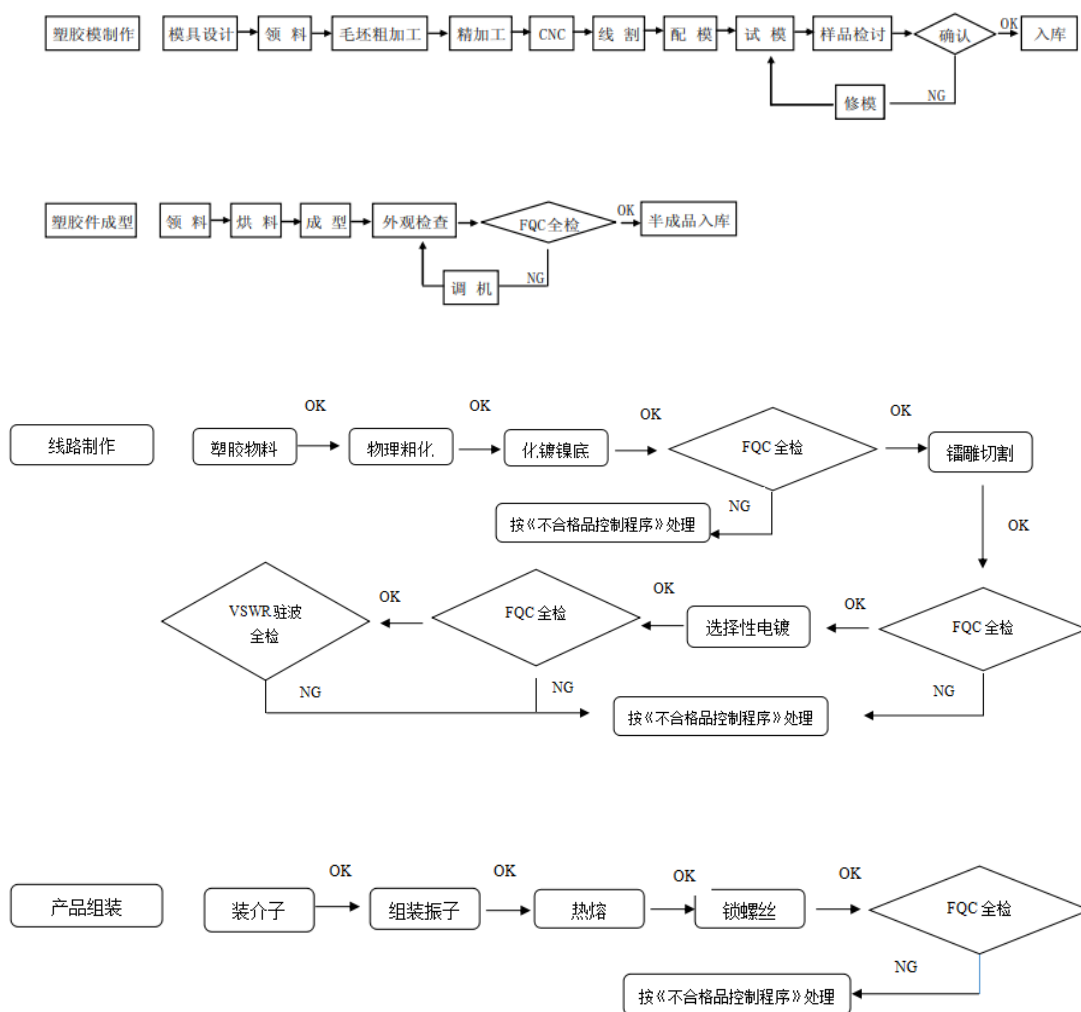 塑胶模制作 模具设计 领 料 毛坯粗加工 精加工 CNC 线 割 配 模 试 模 样品检讨 确认 OK 入库
修模 NG
塑胶件成型 领 料 烘 料 成 型 外观检查 FQC全检 OK 半成品入库
调 机 NG
OK OK OK OK
线路制作 塑胶物料 物理粗化 化镀镍底 FQC全检 镭雕切割
NG
按《不合格品控制程序》处理
OK
VSWR驻波
全检
OK FQC全检 OK 选择性电镀 OK FQC全检
NG NG NG
按《不合格品控制程序》处理
OK OK OK OK
产品组装 装介子 组装振子 热熔 锁螺丝 FQC全检
NG
按《不合格品控制程序》处理